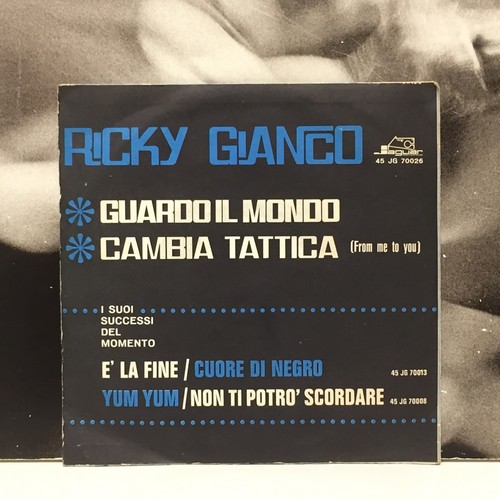 RICKY GIANCO
Jaguar
45 JG 70026
GUARDO IL MONDO
CAMBIA TATTICA (From me to you)
I SUOI
SUCCESSI
DEL
MOMENTO
E' LA FINE / CUORE DI NEGRO 45 JG 70013
YUM YUM / NON TI POTRO' SCORDARE 45 JG 70008